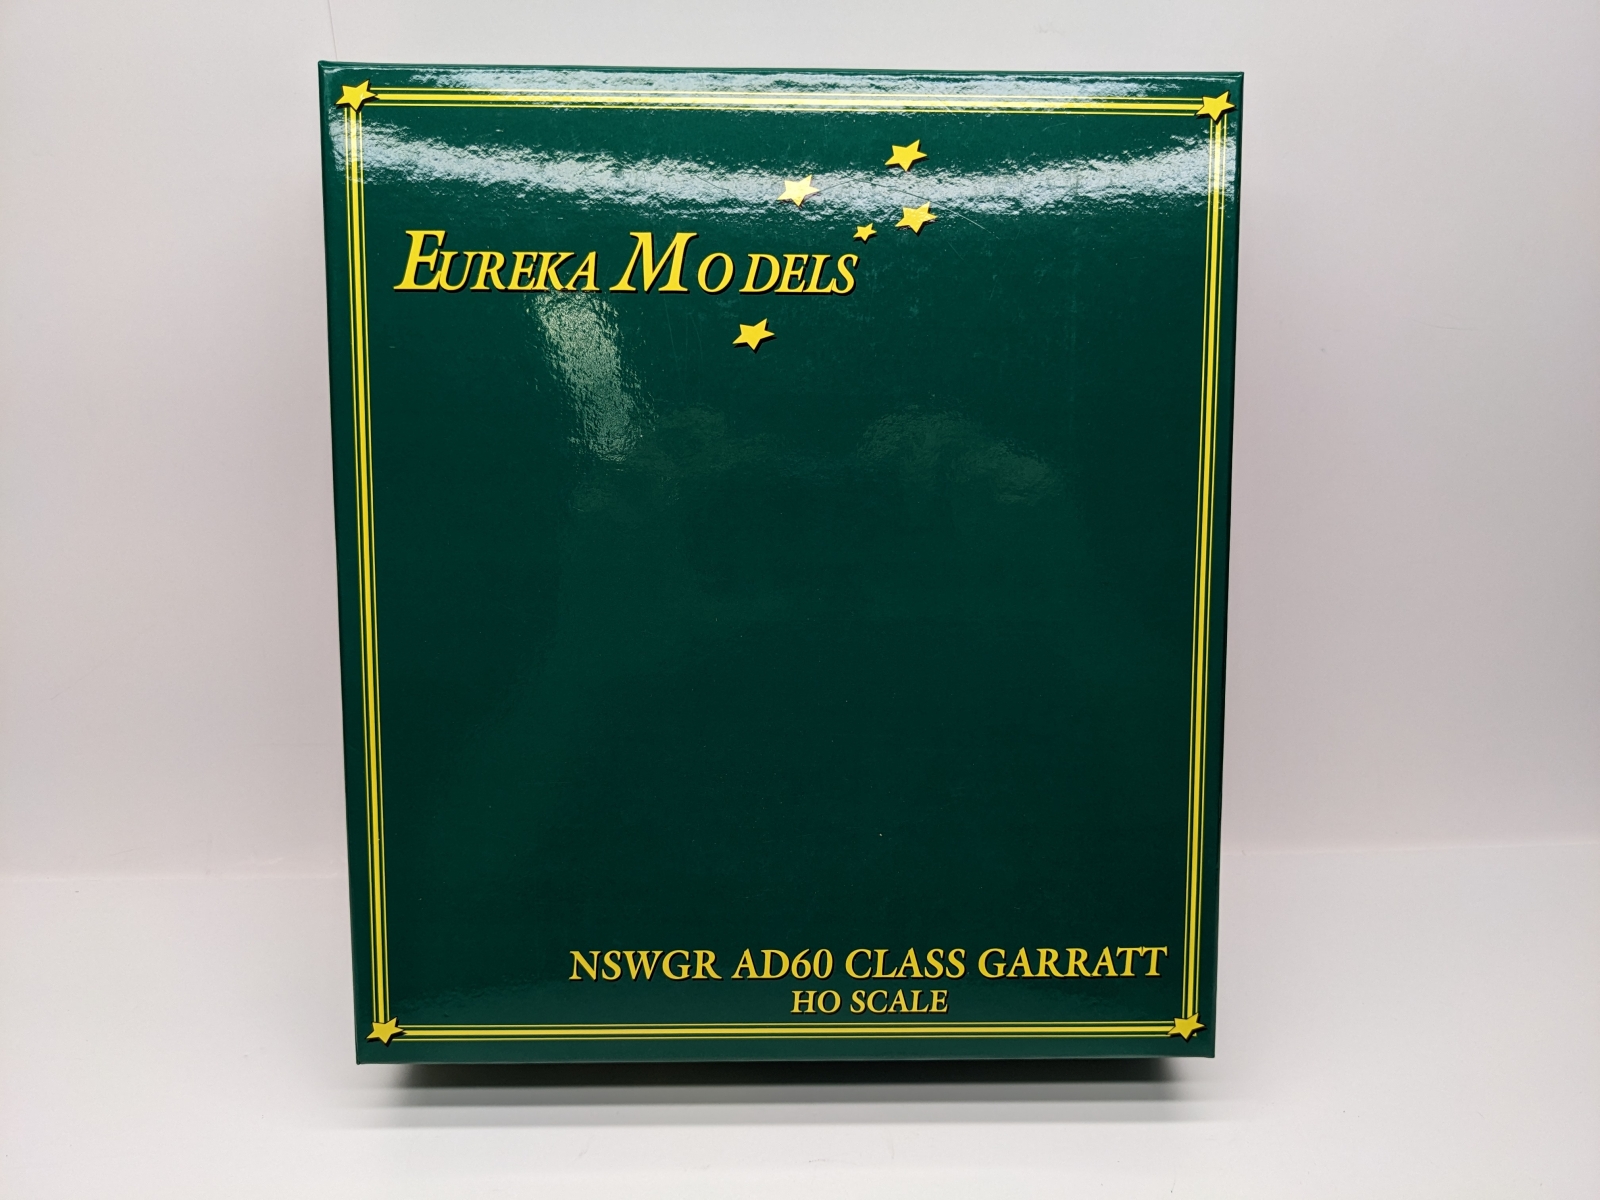 EUREKA MODELS
NSWGR AD60 CLASS GARRATT
HO SCALE